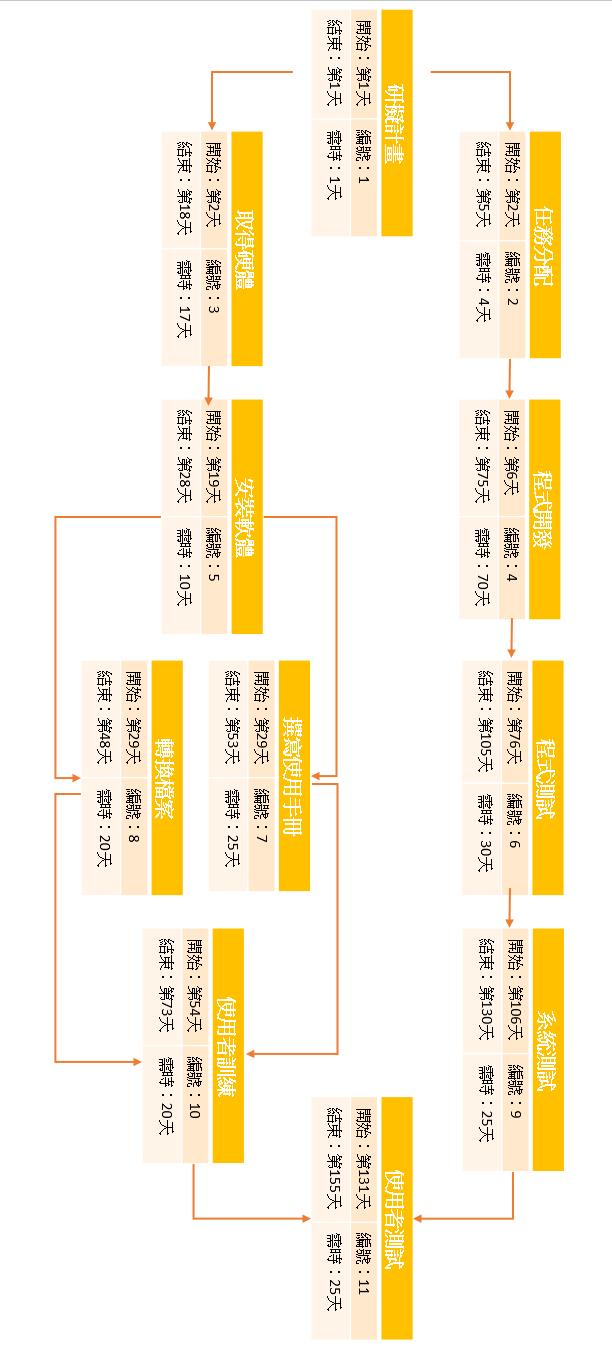 研擬計畫
開始：第1天 編號：1
結束：第1天 需時：1天
任務分配
開始：第2天 編號：2
結束：第5天 需時：4天
取得硬體
開始：第2天 編號：3
結束：第18天 需時：17天
程式開發
開始：第6天 編號：4
結束：第75天 需時：70天
安裝軟體
開始：第19天 編號：5
結束：第28天 需時：10天
程式測試
開始：第76天 編號：6
結束：第105天 需時：30天
撰寫使用手冊
開始：第29天 編號：7
結束：第53天 需時：25天
轉換檔案
開始：第29天 編號：8
結束：第48天 需時：20天
系統測試
開始：第106天 編號：9
結束：第130天 需時：25天
使用者訓練
開始：第54天 編號：10
結束：第73天 需時：20天
使用者測試
開始：第131天 編號：11
結束：第155天 需時：25天